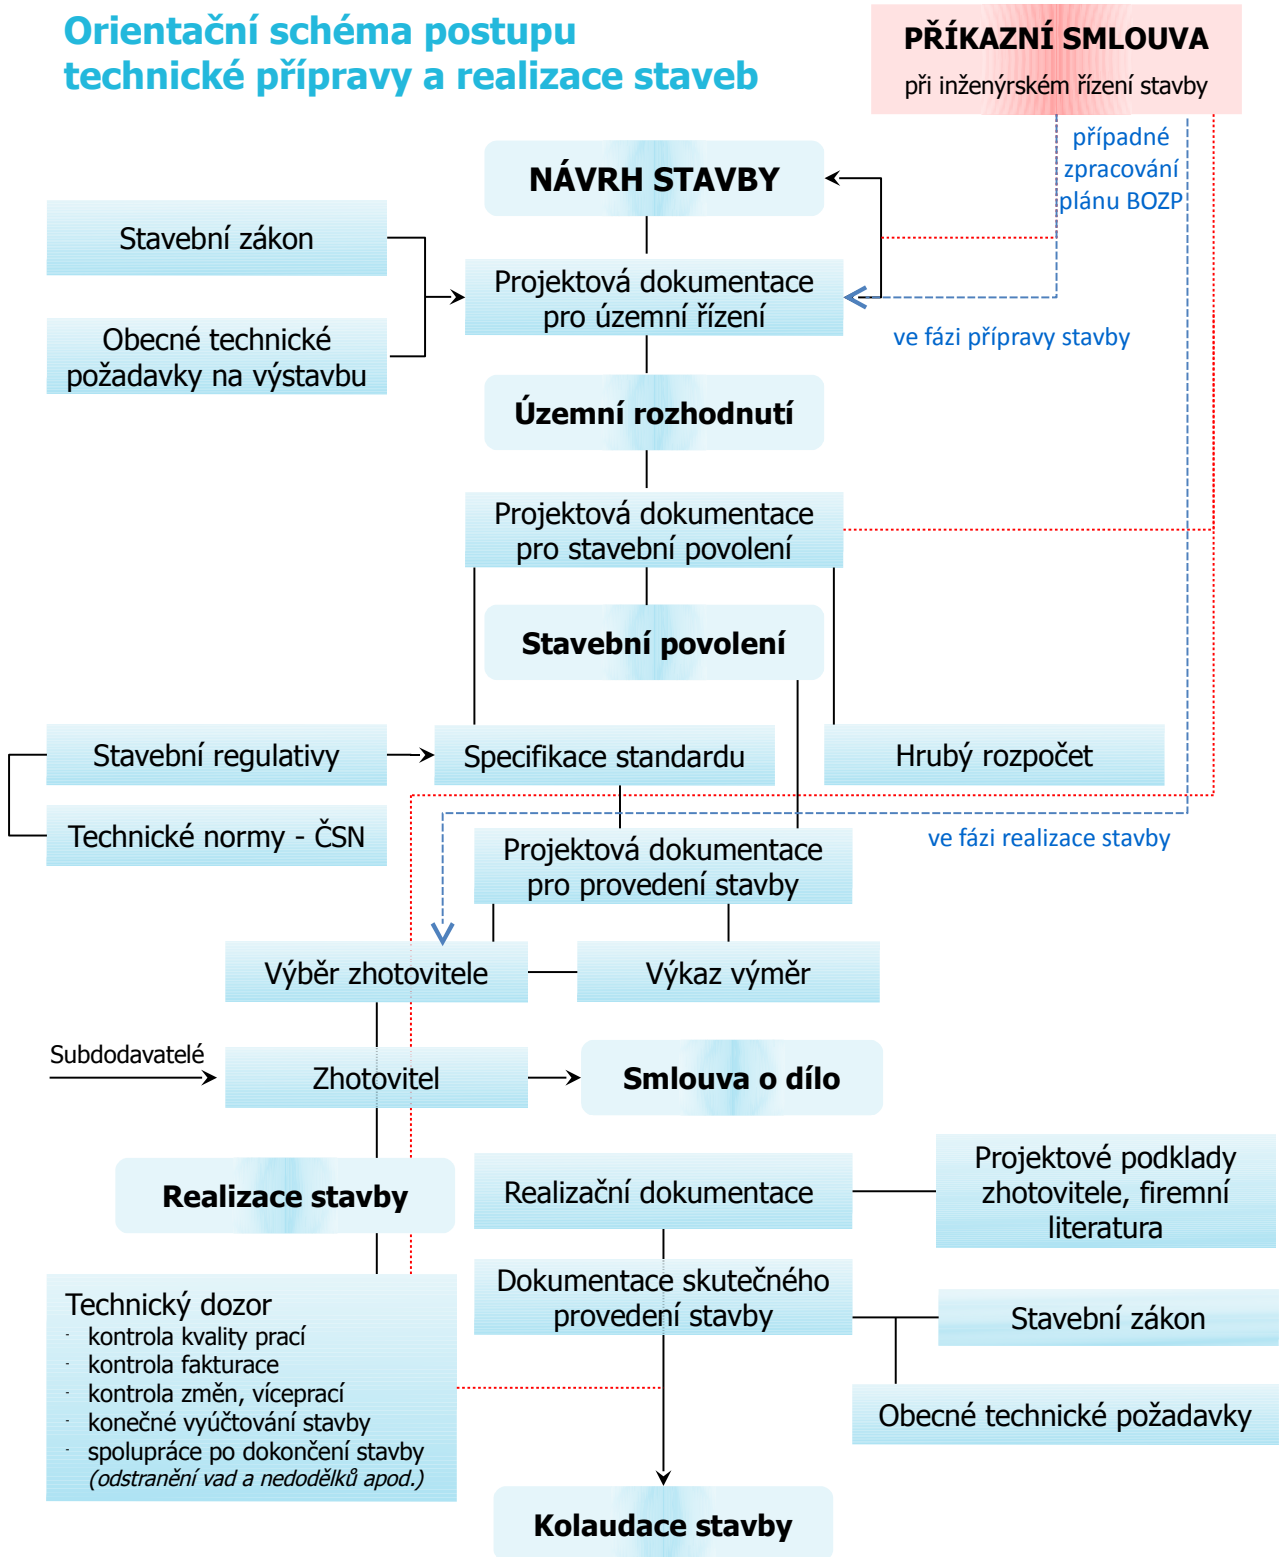 Orientační schéma postupu
technické přípravy a realizace staveb
PŘÍKAZNÍ SMLOUVA
při inženýrském řízení stavby
případné
zpracování
plánu BOZP
NÁVRH STAVBY
Stavební zákon
Projektová dokumentace
pro územní řízení
ve fázi přípravy stavby
Obecné technické
požadavky na výstavbu
Územní rozhodnutí
Projektová dokumentace
pro stavební povolení
Stavební povolení
Stavební regulativy
Specifikace standardu
Hrubý rozpočet
Technické normy - ČSN
ve fázi realizace stavby
Projektová dokumentace
pro provedení stavby
Výběr zhotovitele
Výkaz výměr
Subdodavatelé
Zhotovitel
Smlouva o dílo
Realizace stavby
Realizační dokumentace
Projektové podklady
zhotovitele, firemní
literatura
Technický dozor
- kontrola kvality prací
- kontrola fakturace
- kontrola změn, víceprací
- konečné vyúčtování stavby
- spolupráce po dokončení stavby
(odstranění vad a nedodělků apod.)
Dokumentace skutečného
provedení stavby
Stavební zákon
Obecné technické požadavky
Kolaudace stavby